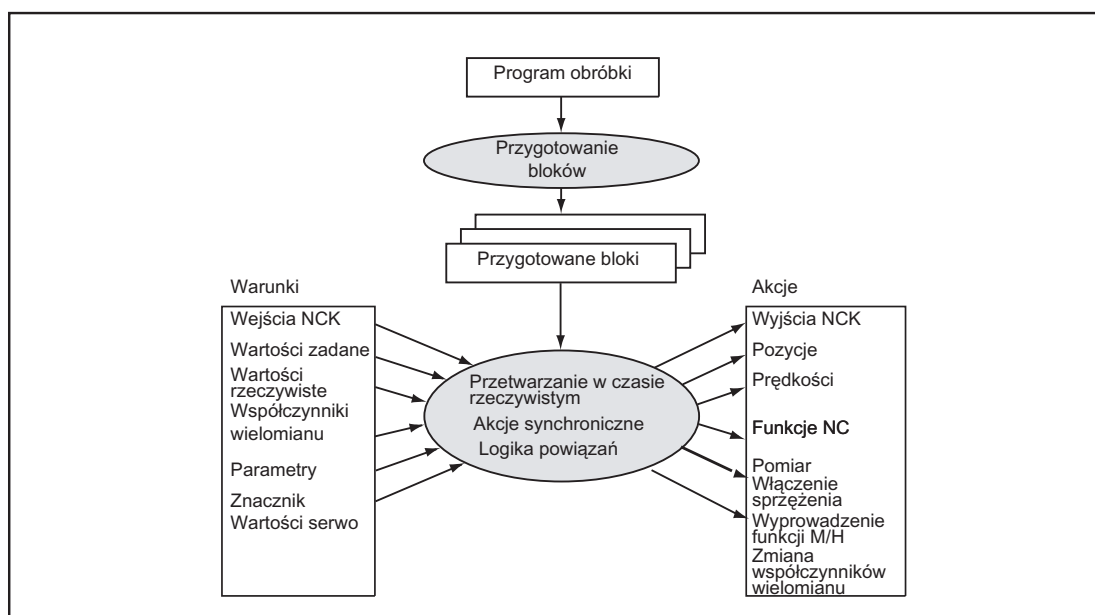 Program obróbki
Przygotowanie
bloków
Przygotowane bloki
Warunki
Wejścia NCK
Wartości zadane
Wartości
rzeczywiste
Współczynniki
wielomianu
Parametry
Znacznik
Wartości serwo
Przetwarzanie w czasie
rzeczywistym
Akcje synchroniczne
Logika powiązań
Akcje
Wyjścia NCK
Pozycje
Prędkości
Funkcje NC
Pomiar
Włączenie
sprzężenia
Wyprowadzenie
funkcji M/H
Zmiana
współczynników
wielomianu